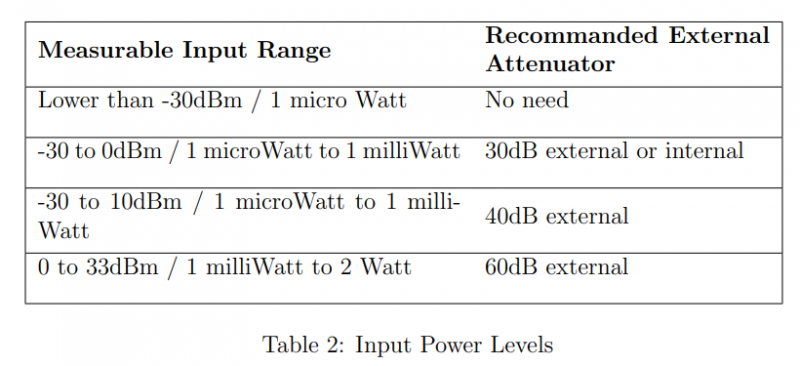 Measurable Input Range
Recommanded External
Attenuator
Lower than -30dBm / 1 micro Watt
No need
-30 to 0dBm / 1 microWatt to 1 milliWatt
30dB external or internal
-30 to 10dBm / 1 microWatt to 1 milli-
Watt
40dB external
0 to 33dBm / 1 milliWatt to 2 Watt
60dB external
Table 2: Input Power Levels